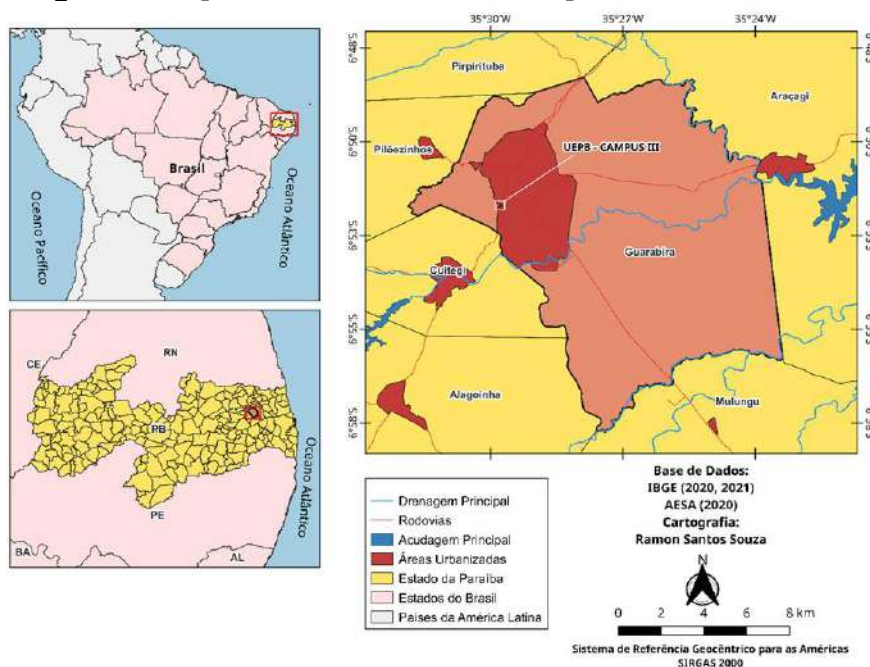 Brasil
Oceano Pacífico
Oceano Atlântico
CE
RN
PB
PE
BA
AL
Oceano Atlântico
35°30'W
35°27'W
35°24'W
Pirpirituba
Araçagi
Pilõezinhos
UEPB - CAMPUS III
Guarabira
Cuitegi
Alagoinha
Mulungu
Drenagem Principal
Rodovias
Acudagem Principal
Áreas Urbanizadas
Estado da Paraíba
Estados do Brasil
Países da América Latina
Base de Dados:
IBGE (2020, 2021)
AESA (2020)
Cartografia:
Ramon Santos Souza
N
0 2 4 6 8 km
Sistema de Referência Geocêntrico para as Américas
SIRGAS 2000